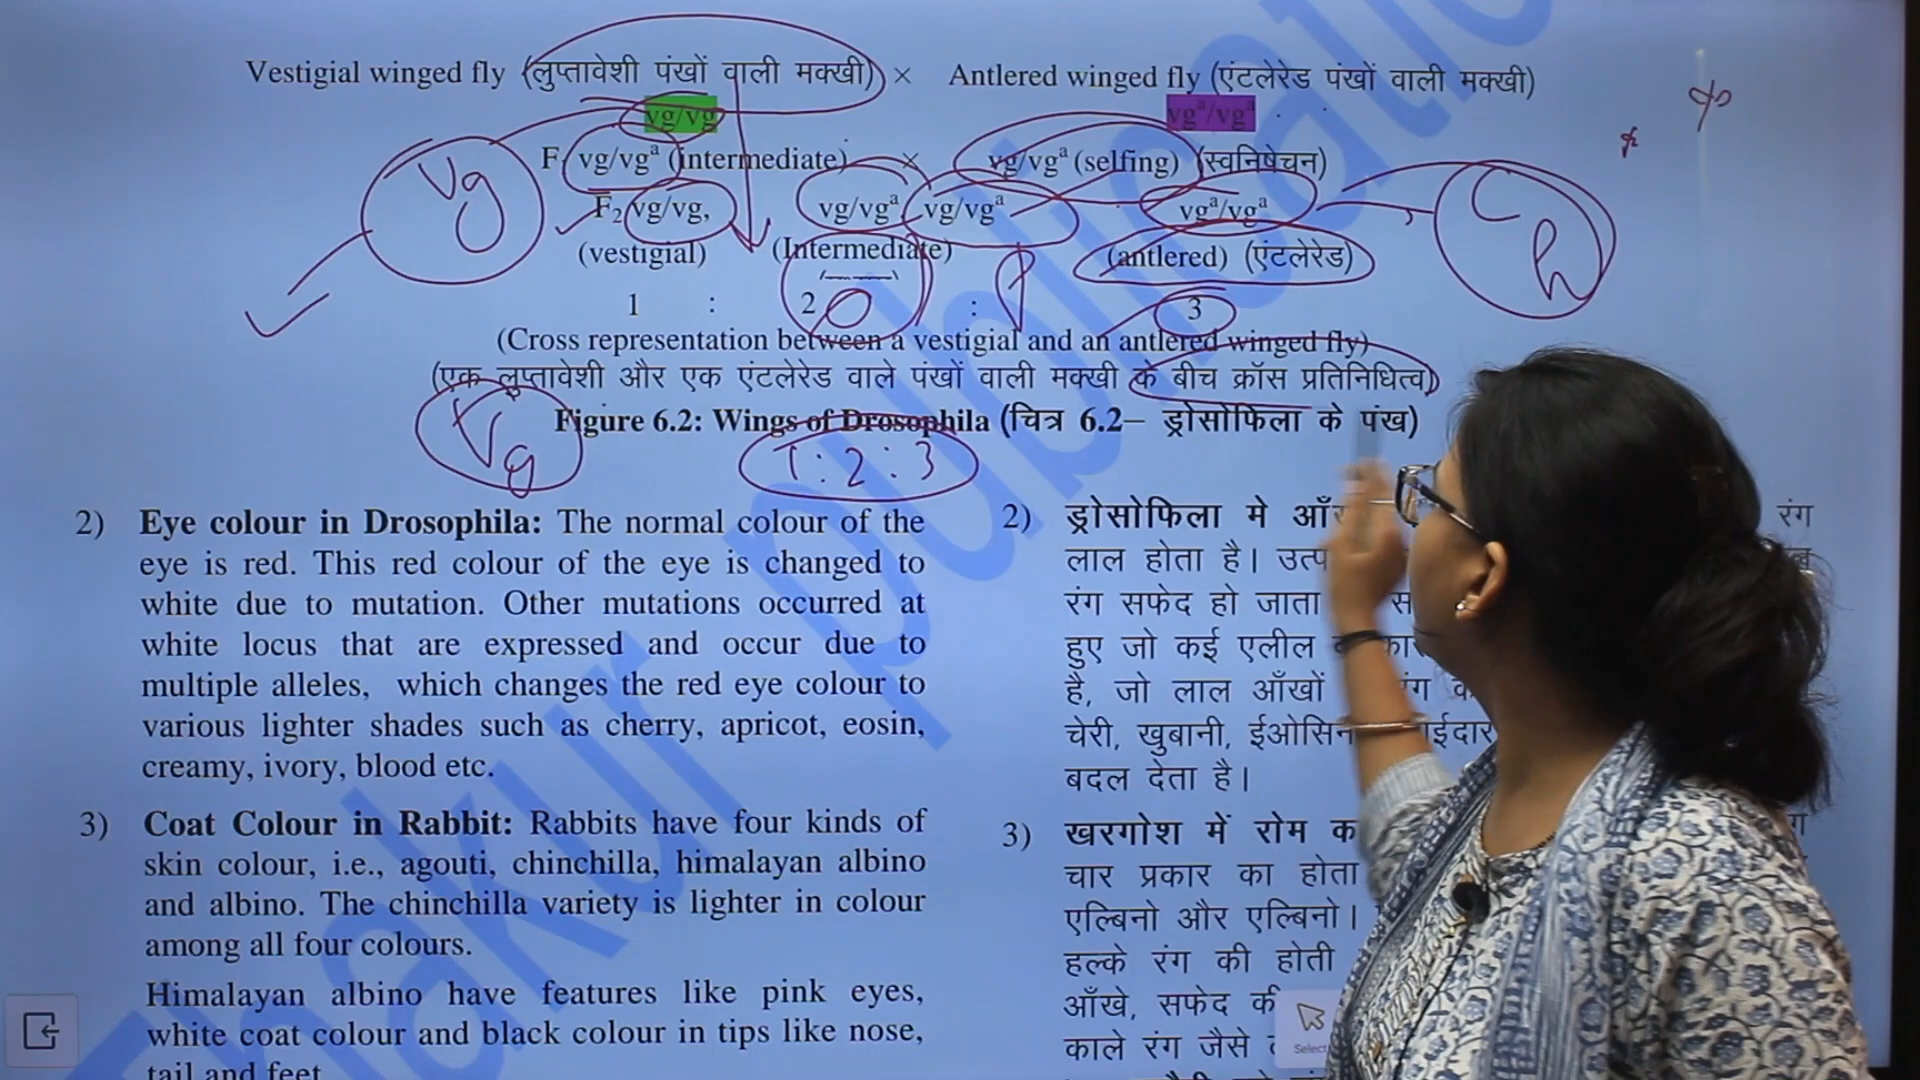 Vestigial winged fly (लुप्तावेशी पंखों वाली मक्खी) × Antlered winged fly (एंटलेरेड पंखों वाली मक्खी)
vg/vg vgᵃ/vgᵃ
F₁ vg/vgᵃ (intermediate) × vg/vgᵃ (selfing) (स्वनिषेचन)
vg
F₂ vg/vg, vg/vgᵃ, vg/vgᵃ vgᵃ/vgᵃ
(vestigial) (Intermediate) (antlered) (एंटलेरेड)
1 : 2 : 3
(Cross representation between a vestigial and an antlered winged fly)
(एक लुप्तावेशी और एक एंटलेरेड वाले पंखों वाली मक्खी के बीच क्रॉस प्रतिनिधित्व)
Figure 6.2: Wings of Drosophila (चित्र 6.2– ड्रोसोफिला के पंख)
Vg
1 : 2 : 3
2) Eye colour in Drosophila: The normal colour of the
eye is red. This red colour of the eye is changed to
white due to mutation. Other mutations occurred at
white locus that are expressed and occur due to
multiple alleles, which changes the red eye colour to
various lighter shades such as cherry, apricot, eosin,
creamy, ivory, blood etc.
3) Coat Colour in Rabbit: Rabbits have four kinds of
skin colour, i.e., agouti, chinchilla, himalayan albino
and albino. The chinchilla variety is lighter in colour
among all four colours.
Himalayan albino have features like pink eyes,
white coat colour and black colour in tips like nose,
tail and feet
2) ड्रोसोफिला मे रंग
लाल होता है।
रंग सफेद हो जाता
हुए जो कई एलील
है, जो लाल आँखों
चेरी, खुबानी, ईओसिन
बदल देता है।
3) खरगोश में रोम
चार प्रकार का होता
एल्बिनो और एल्बिनो।
हल्के रंग की होती
आँखे, सफेद की
काले रंग जैसे
Select
Thakur publication